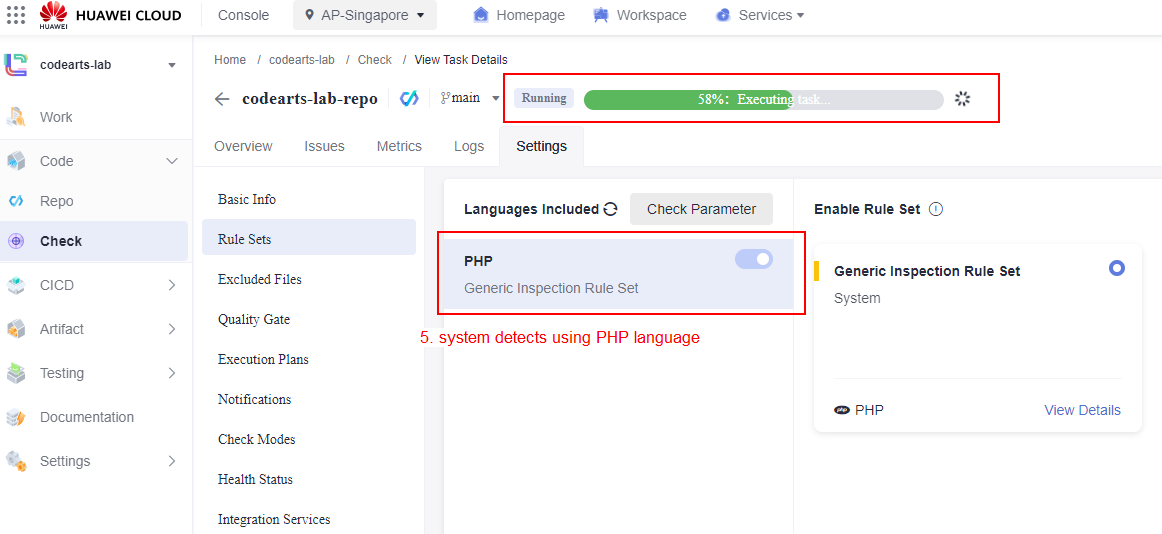 HUAWEI
HUAWEI CLOUD
Console
AP-Singapore
Homepage
Workspace
Services
codearts-lab
Work
Code
Repo
Check
CICD
Artifact
Testing
Documentation
Settings
Home / codearts-lab / Check / View Task Details
codearts-lab-repo
main
Running
58%: Executing task...
Overview
Issues
Metrics
Logs
Settings
Basic Info
Rule Sets
Excluded Files
Quality Gate
Execution Plans
Notifications
Check Modes
Health Status
Integration Services
Languages Included
Check Parameter
PHP
Generic Inspection Rule Set
5. system detects using PHP language
Enable Rule Set
Generic Inspection Rule Set
System
php
PHP
View Details